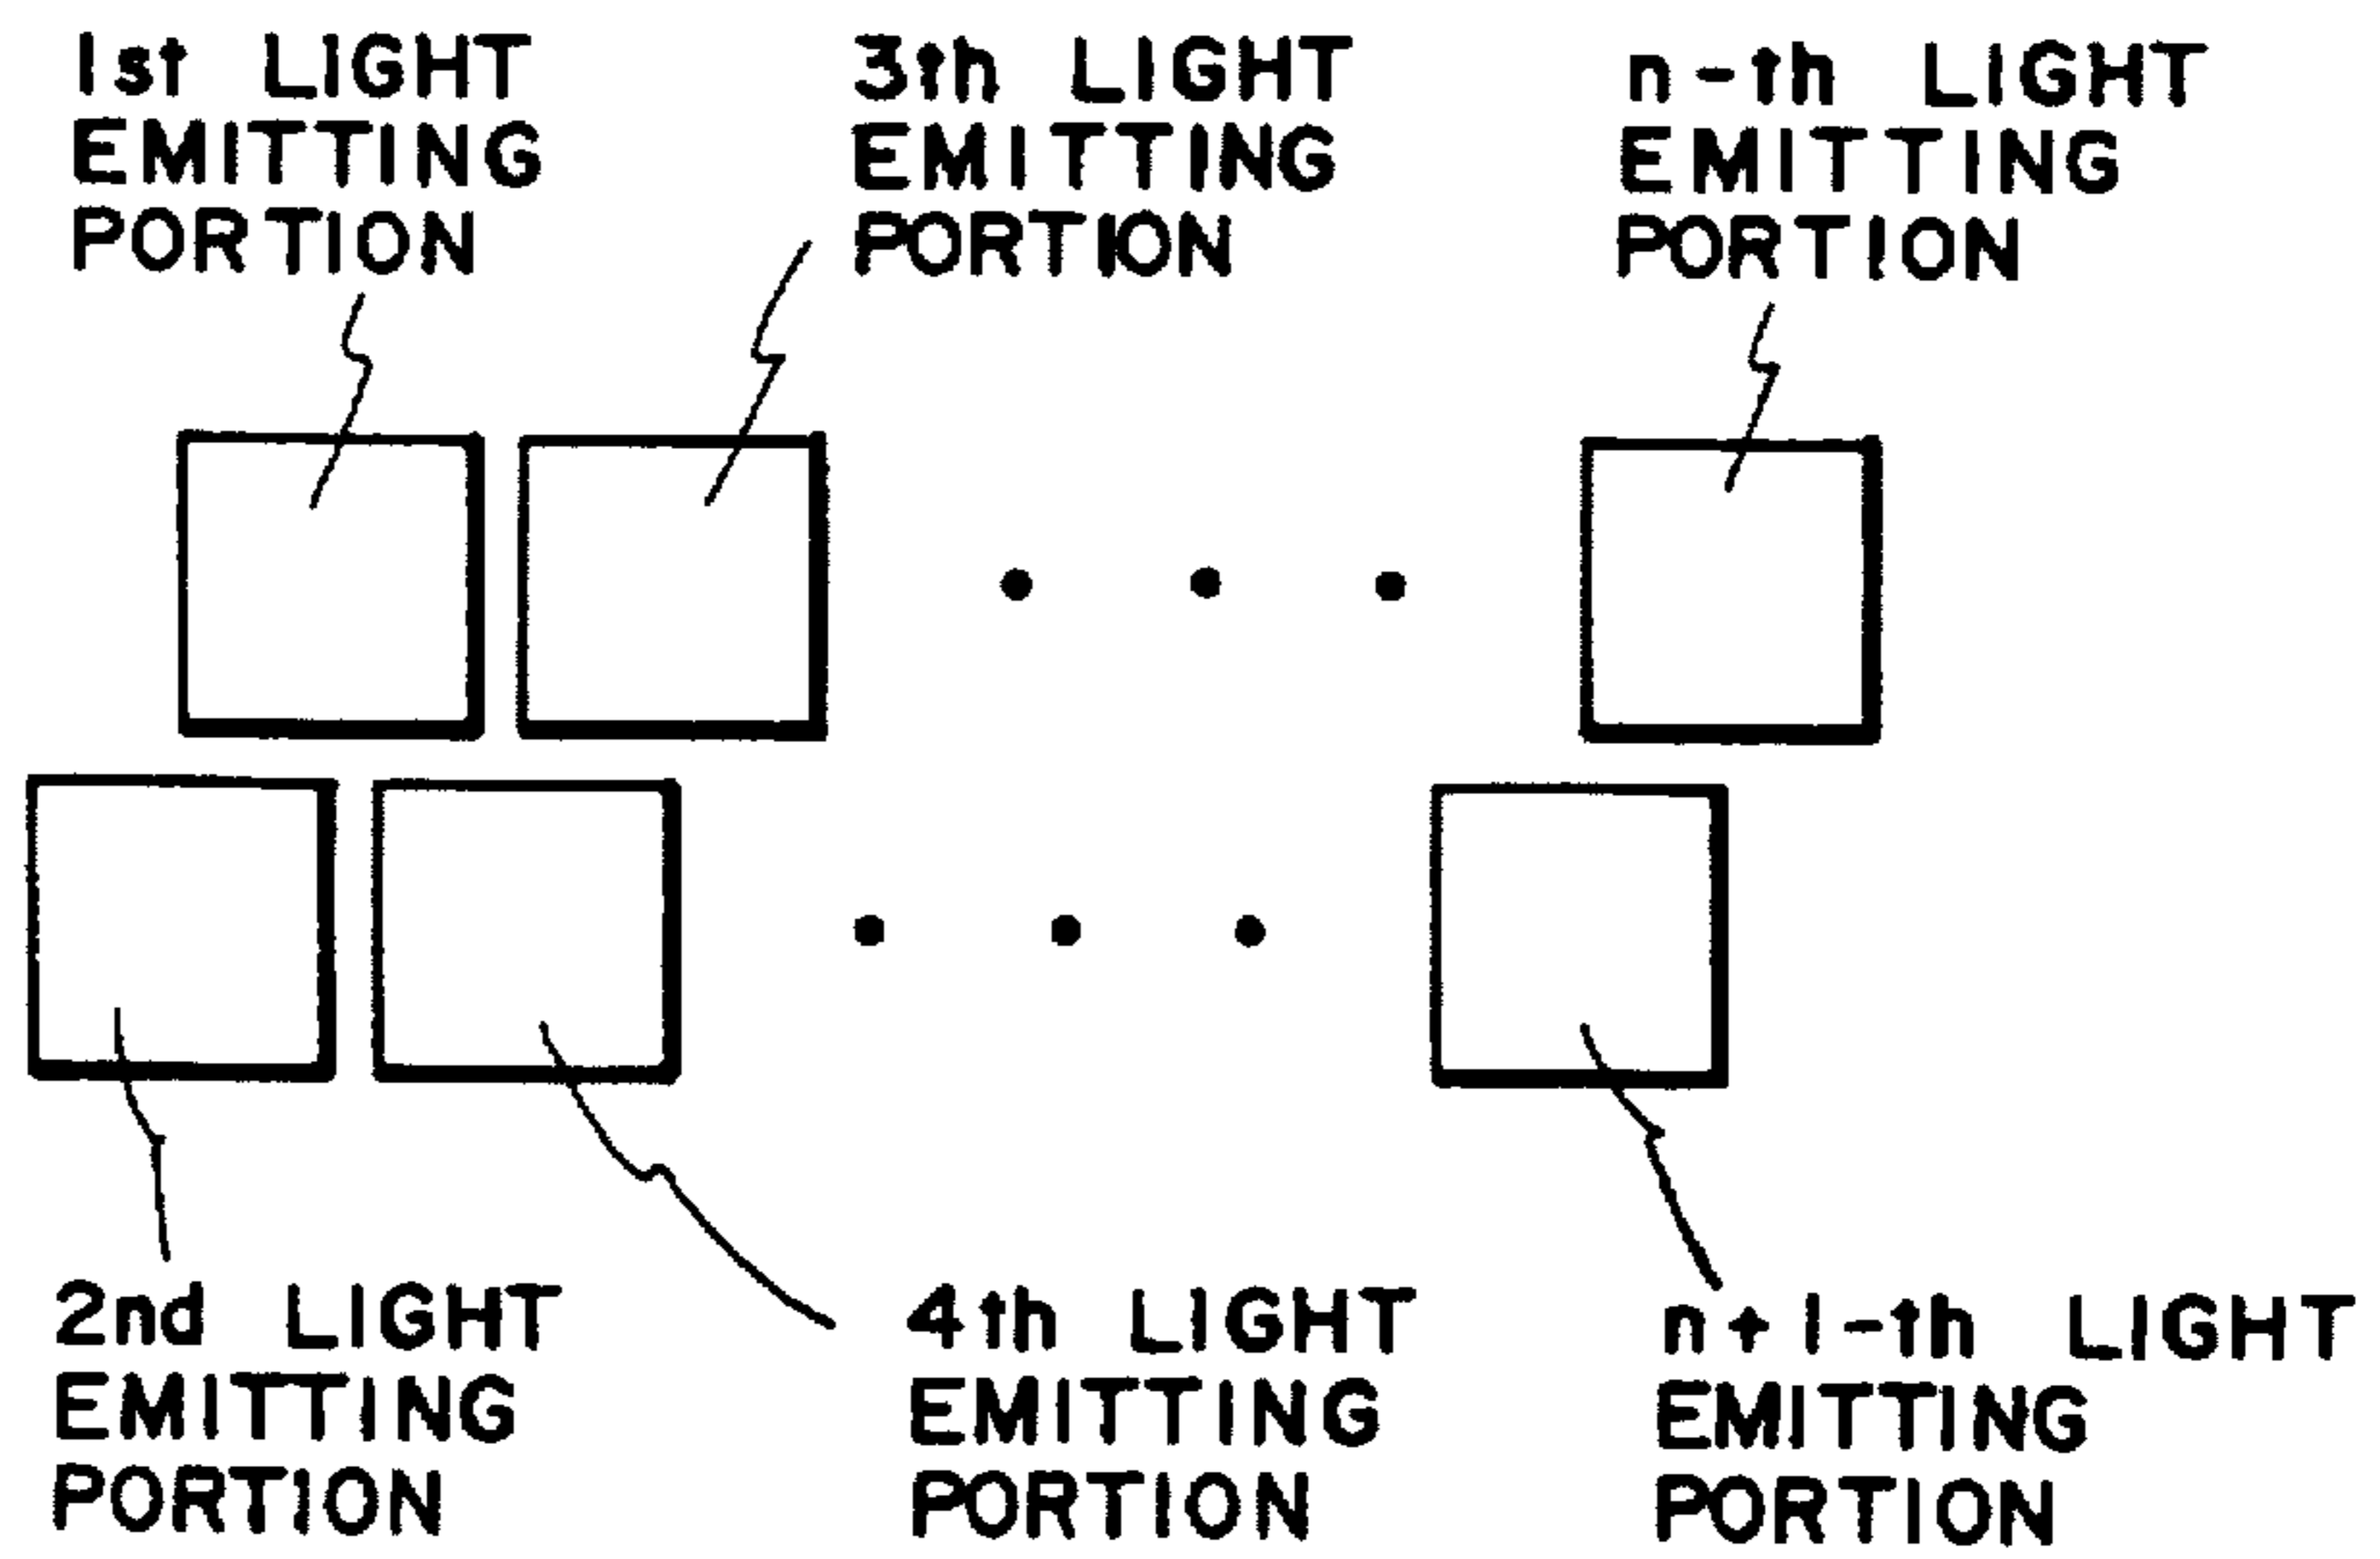 1st LIGHT
EMITTING
PORTION
3th LIGHT
EMITTING
PORTION
n-th LIGHT
EMITTING
PORTION
2nd LIGHT
EMITTING
PORTION
4th LIGHT
EMITTING
PORTION
n+1-th LIGHT
EMITTING
PORTION